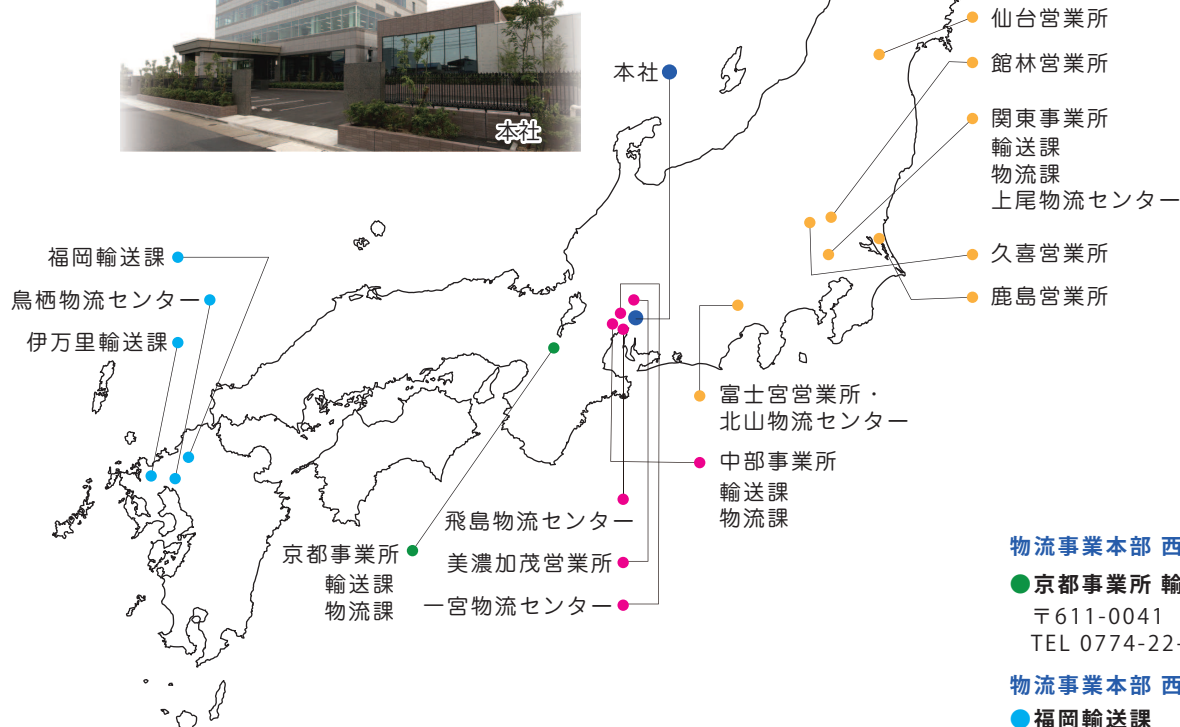 本社
本社
仙台営業所
館林営業所
関東事業所
輸送課
物流課
上尾物流センター
久喜営業所
鹿島営業所
福岡輸送課
鳥栖物流センター
伊万里輸送課
富士宮営業所・
北山物流センター
中部事業所
輸送課
物流課
飛島物流センター
美濃加茂営業所
一宮物流センター
京都事業所
輸送課
物流課
物流事業本部 西
京都事業所 輸
〒611-0041
TEL 0774-22-
物流事業本部 西
福岡輸送課